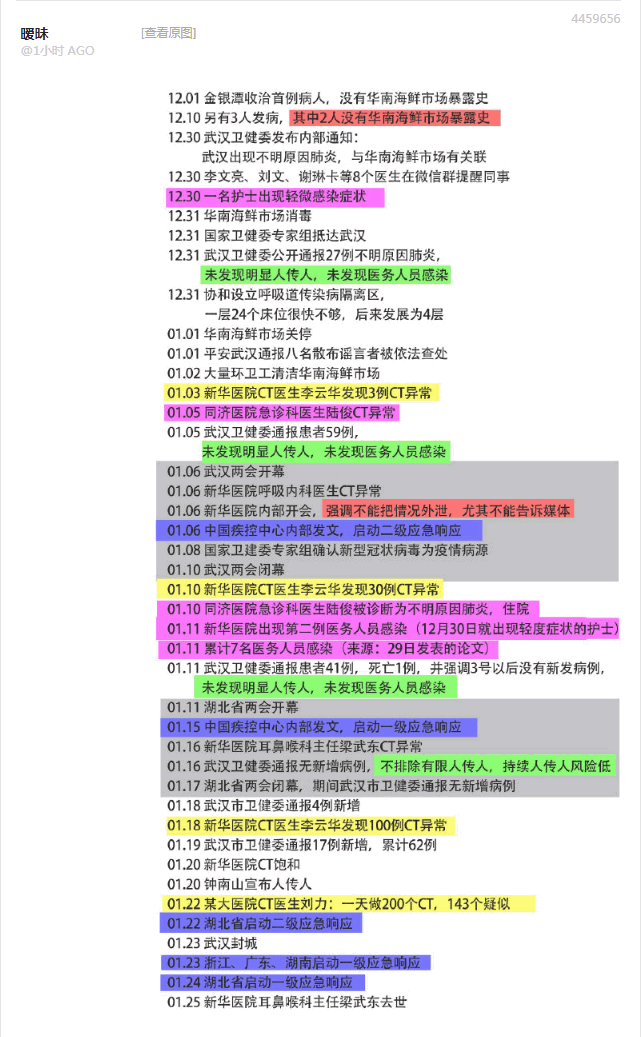 4459656
暧昧 [查看原图]
@1小时 AGO
12.01 金银潭收治首例病人，没有华南海鲜市场暴露史
12.10 另有3人发病，其中2人没有华南海鲜市场暴露史
12.30 武汉卫健委发布内部通知：
武汉出现不明原因肺炎，与华南海鲜市场有关联
12.30 李文亮、刘文、谢琳卡等8个医生在微信群提醒同事
12.30 一名护士出现轻微感染症状
12.31 华南海鲜市场消毒
12.31 国家卫健委专家组抵达武汉
12.31 武汉卫健委公开通报27例不明原因肺炎，
未发现明显人传人，未发现医务人员感染
12.31 协和设立呼吸道传染病隔离区，
一层24个床位很快不够，后来发展为4层
01.01 华南海鲜市场关停
01.01 平安武汉通报八名散布谣言者被依法查处
01.02 大量环卫工清洁华南海鲜市场
01.03 新华医院CT医生李云华发现3例CT异常
01.05 同济医院急诊科医生陆俊CT异常
01.05 武汉卫健委通报患者59例，
未发现明显人传人，未发现医务人员感染
01.06 武汉两会开幕
01.06 新华医院呼吸内科医生CT异常
01.06 新华医院内部开会，强调不能把情况外泄，尤其不能告诉媒体
01.06 中国疾控中心内部发文，启动二级应急响应
01.08 国家卫建委专家组确认新型冠状病毒为疫情病源
01.10 武汉两会闭幕
01.10 新华医院CT医生李云华发现30例CT异常
01.10 同济医院急诊科医生陆俊被诊断为不明原因肺炎，住院
01.11 新华医院出现第二例医务人员感染（12月30日就出现轻度症状的护士）
01.11 累计7名医务人员感染（来源：29日发表的论文）
01.11 武汉卫健委通报患者41例，死亡1例，并强调3号以后没有新发病例，
未发现明显人传人，未发现医务人员感染
01.11 湖北省两会开幕
01.15 中国疾控中心内部发文，启动一级应急响应
01.16 新华医院耳鼻喉科主任梁武东CT异常
01.16 武汉卫健委通报无新增病例，不排除有限人传人，持续人传人风险低
01.17 湖北省两会闭幕，期间武汉市卫健委通报无新增病例
01.18 武汉市卫健委通报4例新增
01.18 新华医院CT医生李云华发现100例CT异常
01.19 武汉市卫健委通报17例新增，累计62例
01.20 新华医院CT饱和
01.20 钟南山宣布人传人
01.22 某大医院CT医生刘力：一天做200个CT，143个疑似
01.22 湖北省启动二级应急响应
01.23 武汉封城
01.23 浙江、广东、湖南启动一级应急响应
01.24 湖北省启动一级应急响应
01.25 新华医院耳鼻喉科主任梁武东去世